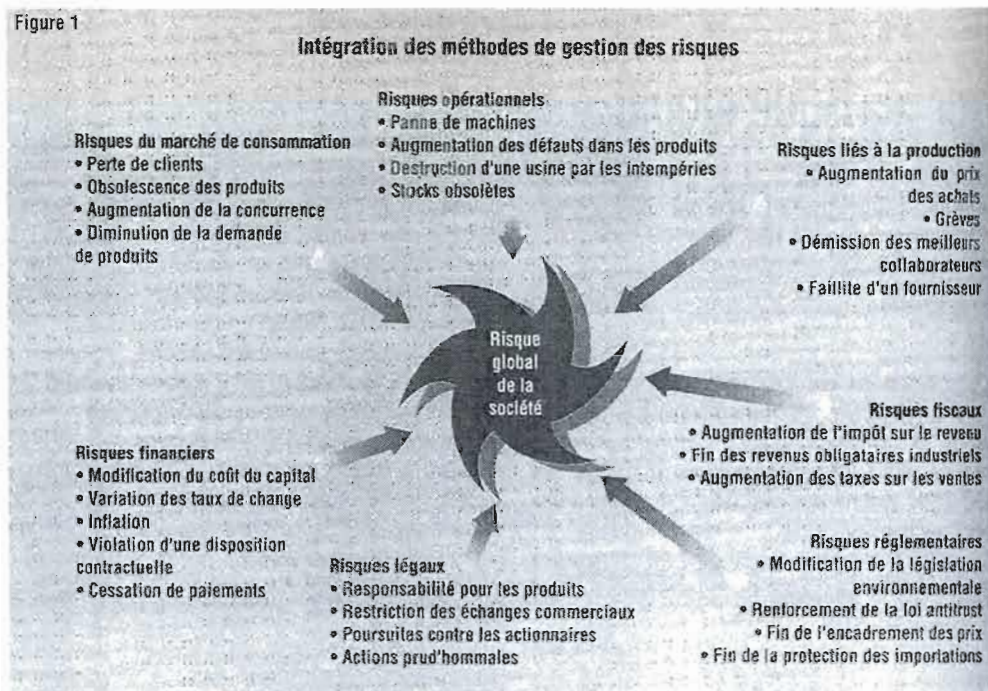 Figure 1
Intégration des méthodes de gestion des risques
Risques opérationnels
• Panne de machines
• Augmentation des défauts dans les produits
• Destruction d'une usine par les intempéries
• Stocks obsolètes
Risques du marché de consommation
• Perte de clients
• Obsolescence des produits
• Augmentation de la concurrence
• Diminution de la demande
de produits
Risques liés à la production
• Augmentation du prix
des achats
• Grèves
• Démission des meilleurs
collaborateurs
• Faillite d'un fournisseur
Risque
global
de la
société
Risques fiscaux
• Augmentation de l'impôt sur le revenu
• Fin des revenus obligataires industriels
• Augmentation des taxes sur les ventes
Risques financiers
• Modification du coût du capital
• Variation des taux de change
• Inflation
• Violation d'une disposition
contractuelle
• Cessation de paiements
Risques légaux
• Responsabilité pour les produits
• Restriction des échanges commerciaux
• Poursuites contre les actionnaires
• Actions prud'hommales
Risques réglementaires
• Modification de la législation
environnementale
• Renforcement de la loi antitrust
• Fin de l'encadrement des prix
• Fin de la protection des importations